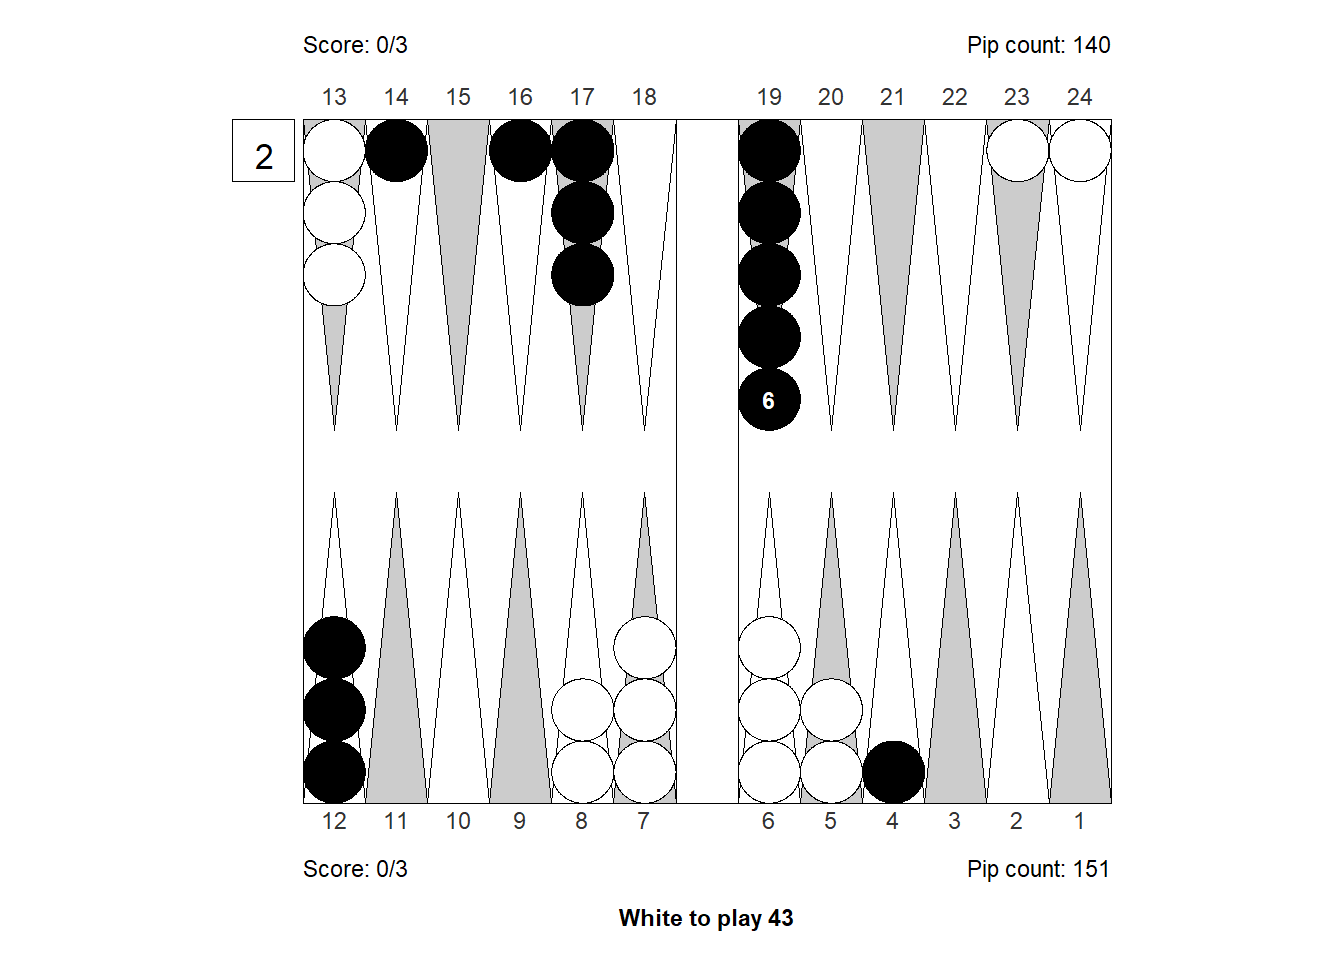 Score: 0/3 Pip count: 140
13 14 15 16 17 18 19 20 21 22 23 24
2
6
12 11 10 9 8 7 6 5 4 3 2 1
Score: 0/3 Pip count: 151
White to play 43